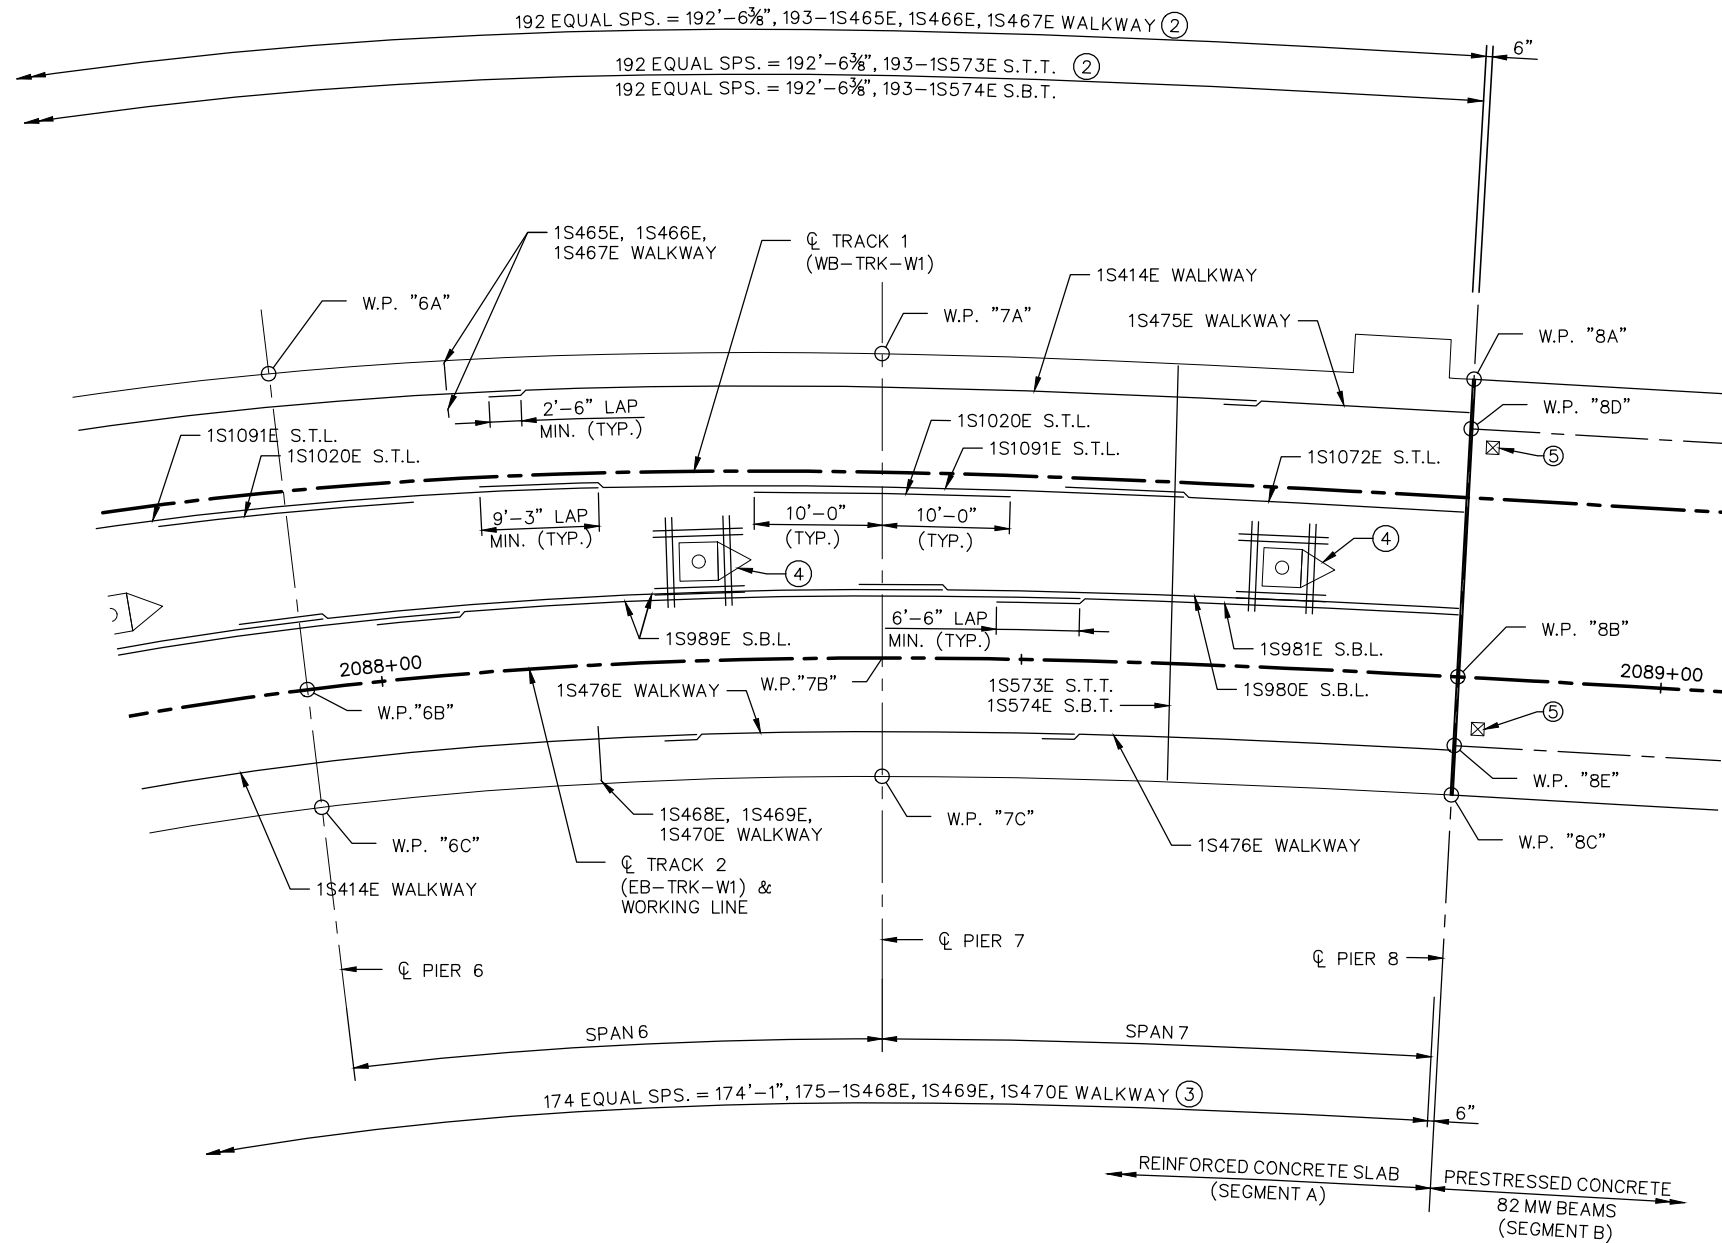 192 EQUAL SPS. = 192'-6⅜", 193-1S465E, 1S466E, 1S467E WALKWAY ②
6"
192 EQUAL SPS. = 192'-6⅜", 193-1S573E S.T.T. ②
192 EQUAL SPS. = 192'-6⅜", 193-1S574E S.B.T.
1S465E, 1S466E,
1S467E WALKWAY
℄ TRACK 1
(WB-TRK-W1)
1S414E WALKWAY
W.P. "6A"
W.P. "7A"
1S475E WALKWAY
W.P. "8A"
2'-6" LAP
MIN. (TYP.)
W.P. "8D"
1S1091E S.T.L.
1S1020E S.T.L.
1S1020E S.T.L.
1S1091E S.T.L.
1S1072E S.T.L.
⑤
9'-3" LAP
MIN. (TYP.)
10'-0"
(TYP.)
10'-0"
(TYP.)
④
④
1S989E S.B.L.
6'-6" LAP
MIN. (TYP.)
1S981E S.B.L.
W.P. "8B"
2088+00
2089+00
1S476E WALKWAY
W.P."7B"
1S573E S.T.T.
1S574E S.B.T.
1S980E S.B.L.
W.P."6B"
⑤
W.P. "8E"
1S468E, 1S469E,
1S470E WALKWAY
W.P. "7C"
W.P. "6C"
1S476E WALKWAY
W.P. "8C"
℄ TRACK 2
(EB-TRK-W1) &
WORKING LINE
1S414E WALKWAY
℄ PIER 6
℄ PIER 7
℄ PIER 8
SPAN 6
SPAN 7
174 EQUAL SPS. = 174'-1", 175-1S468E, 1S469E, 1S470E WALKWAY ③
6"
REINFORCED CONCRETE SLAB
(SEGMENT A)
PRESTRESSED CONCRETE
82 MW BEAMS
(SEGMENT B)